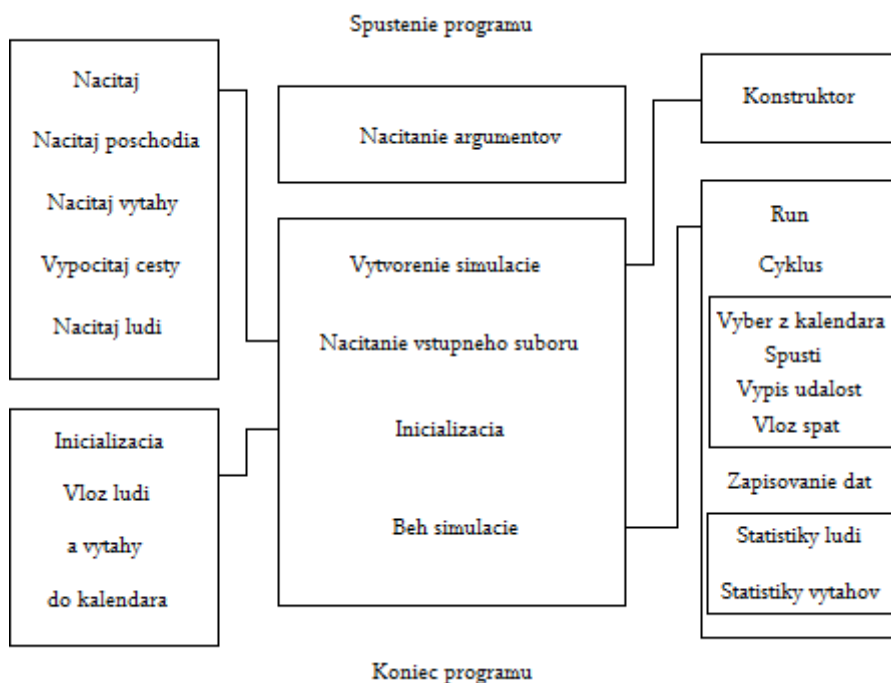 Spustenie programu
Nacitaj
Nacitaj poschodia
Nacitaj vytahy
Vypocitaj cesty
Nacitaj ludi
Inicializacia
Vloz ludi
a vytahy
do kalendara
Nacitanie argumentov
Vytvorenie simulacie
Nacitanie vstupneho suboru
Inicializacia
Beh simulacie
Konstruktor
Run
Cyklus
Vyber z kalendara
Spusti
Vypis udalost
Vloz spat
Zapisovanie dat
Statistiky ludi
Statistiky vytahov
Koniec programu